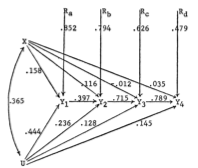 Ra Rb Rc Rd
.852 .794 .626 .479
X
.158 .116 -.012 .035
Y1 .397 Y2 .715 Y3 .789 Y4
.365
.444 .236 .128 .145
U